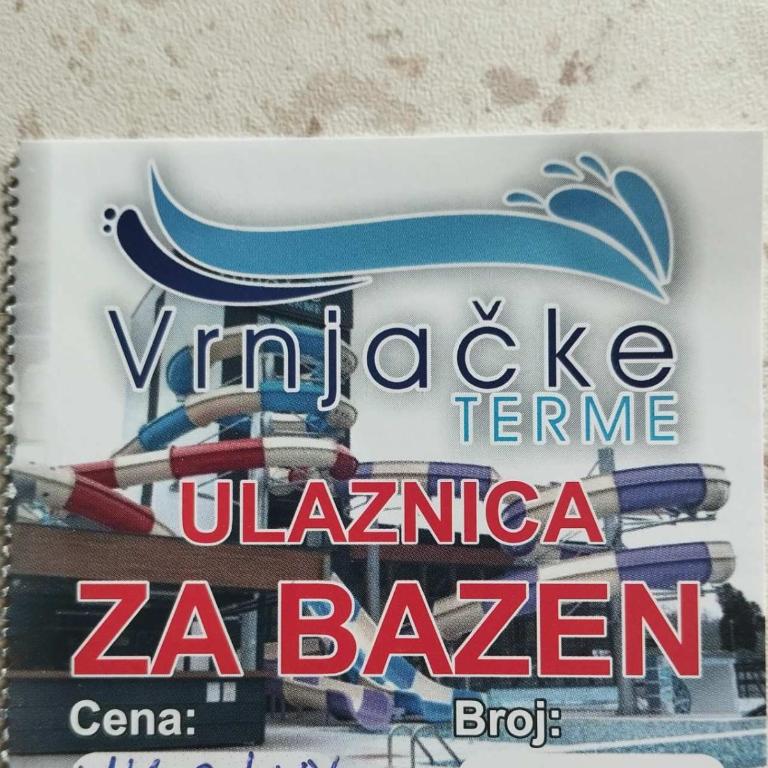 Vrnjačke
TERME
ULAZNICA
ZA BAZEN
Cena: Broj: